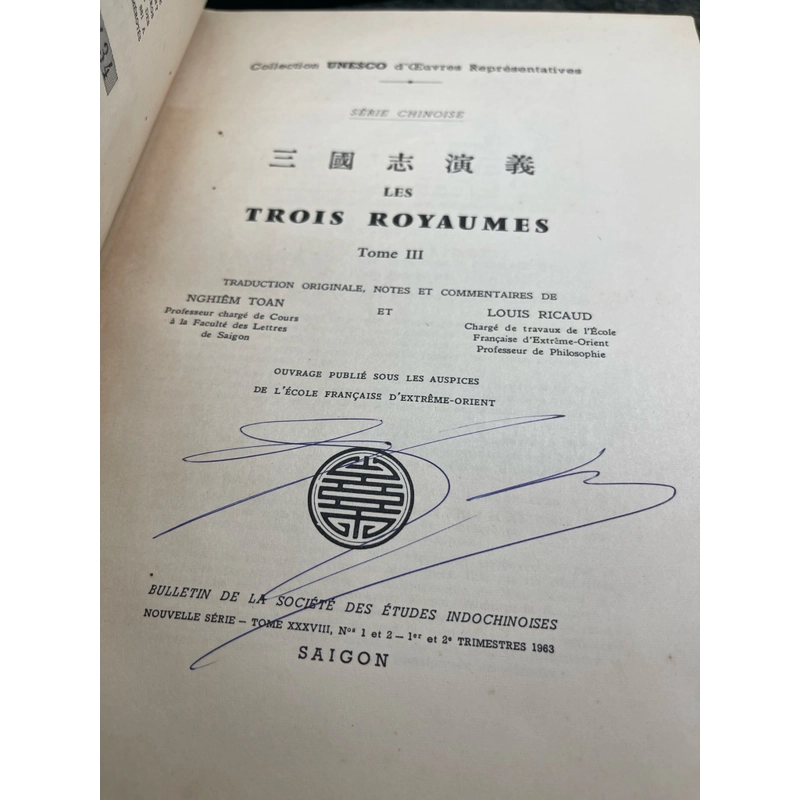 Collection UNESCO d'Œuvres Représentatives
SÉRIE CHINOISE
三國志演義
LES
TROIS ROYAUMES
Tome III
TRADUCTION ORIGINALE, NOTES ET COMMENTAIRES DE
NGHIÊM TOAN
Professeur chargé de Cours
à la Faculté des Lettres
de Saigon
ET
LOUIS RICAUD
Chargé de travaux de l'École
Française d'Extrême-Orient
Professeur de Philosophie
OUVRAGE PUBLIÉ SOUS LES AUSPICES
DE L'ÉCOLE FRANÇAISE D'EXTRÊME-ORIENT
BULLETIN DE LA SOCIÉTÉ DES ÉTUDES INDOCHINOISES
NOUVELLE SÉRIE – TOME XXXVIII, Nos 1 et 2 – 1er et 2e TRIMESTRES 1963
SAIGON